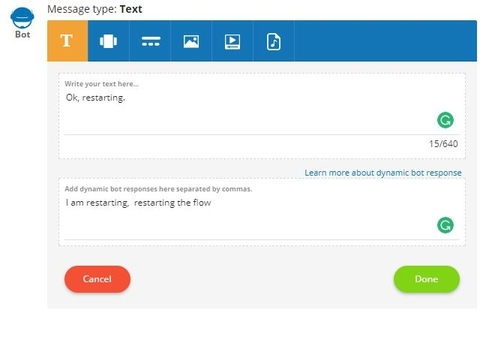 Message type: Text
Bot
T
Write your text here...
Ok, restarting.
15/640
Learn more about dynamic bot response
Add dynamic bot responses here separated by commas.
I am restarting,  restarting the flow
Cancel
Done